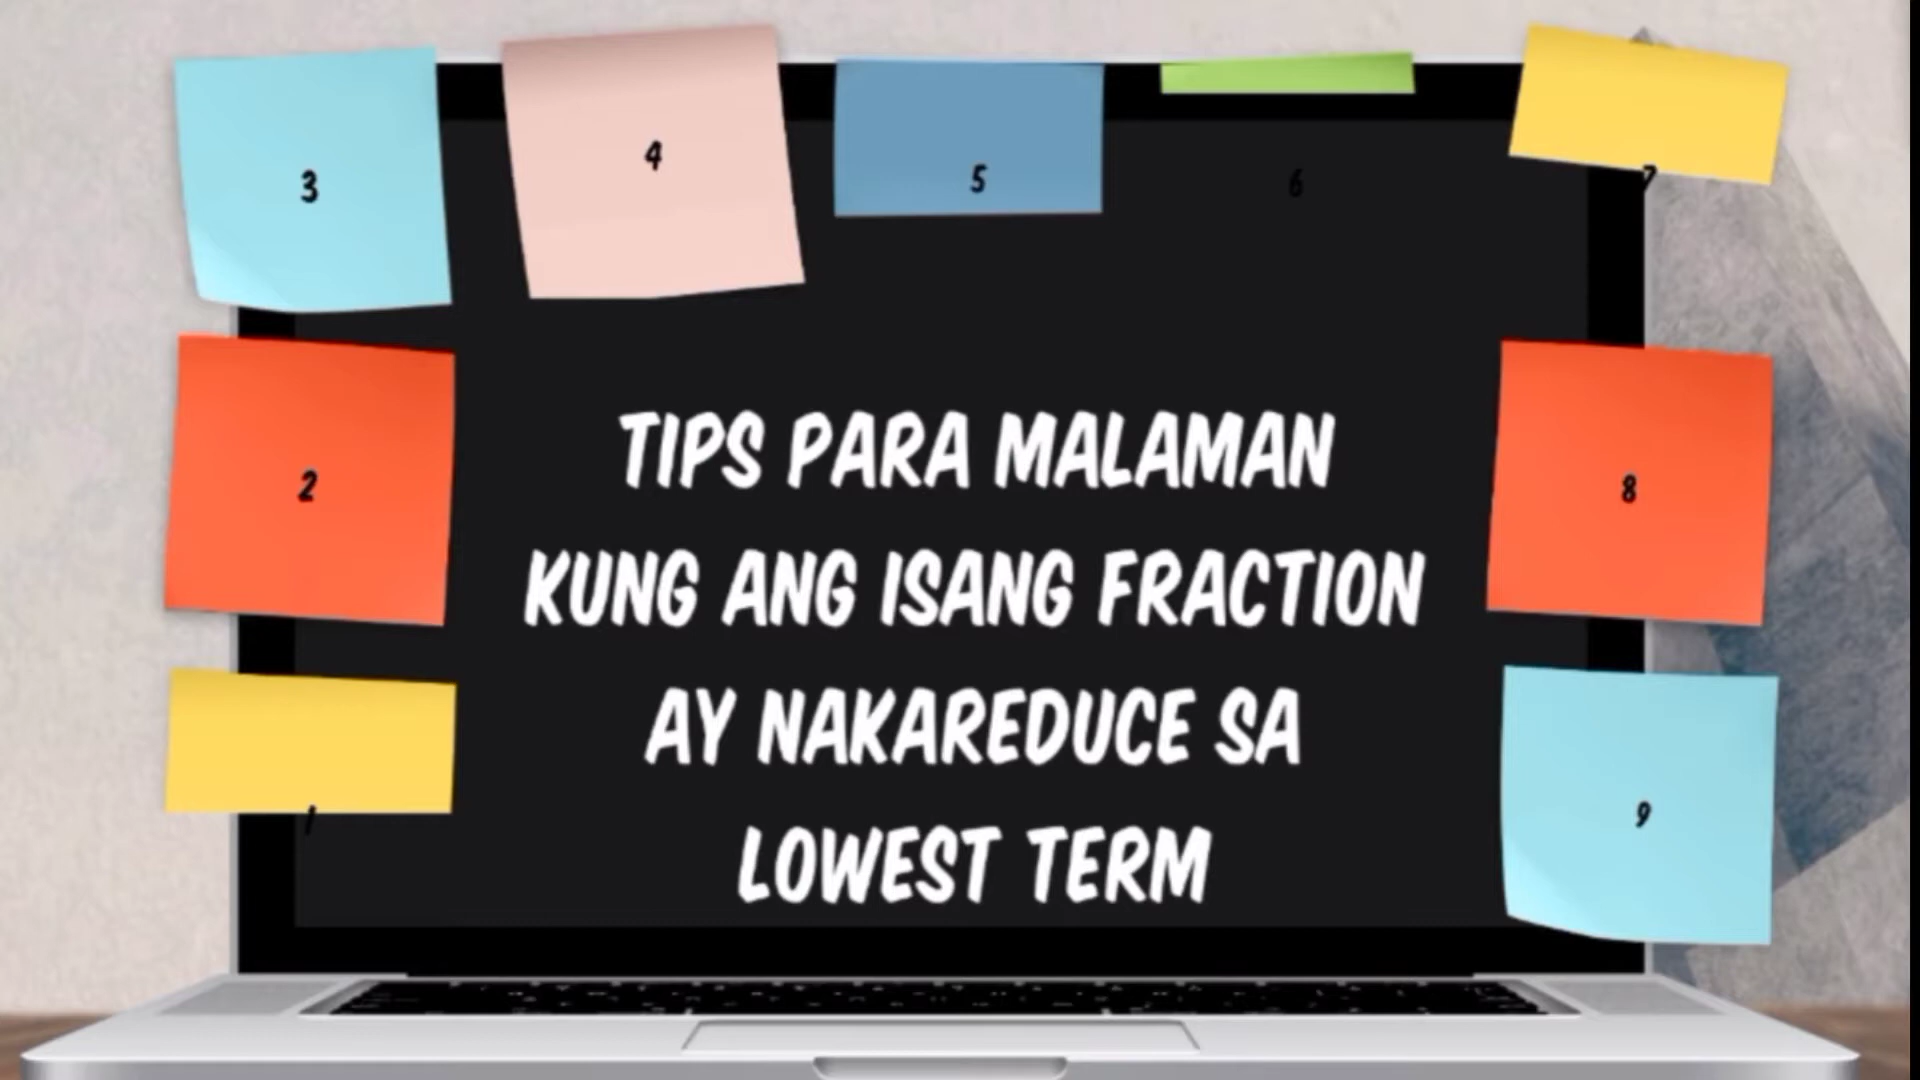 3
4
5
6
7
2
8
TIPS PARA MALAMAN
KUNG ANG ISANG FRACTION
AY NAKAREDUCE SA
LOWEST TERM
1
9